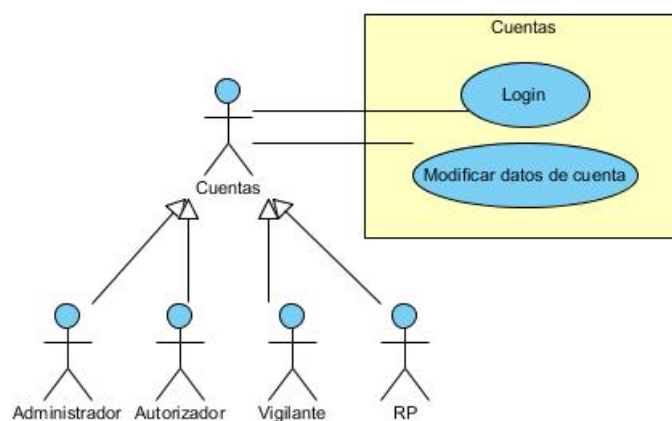 Cuentas
Login
Modificar datos de cuenta
Cuentas
Administrador
Autorizador
Vigilante
RP